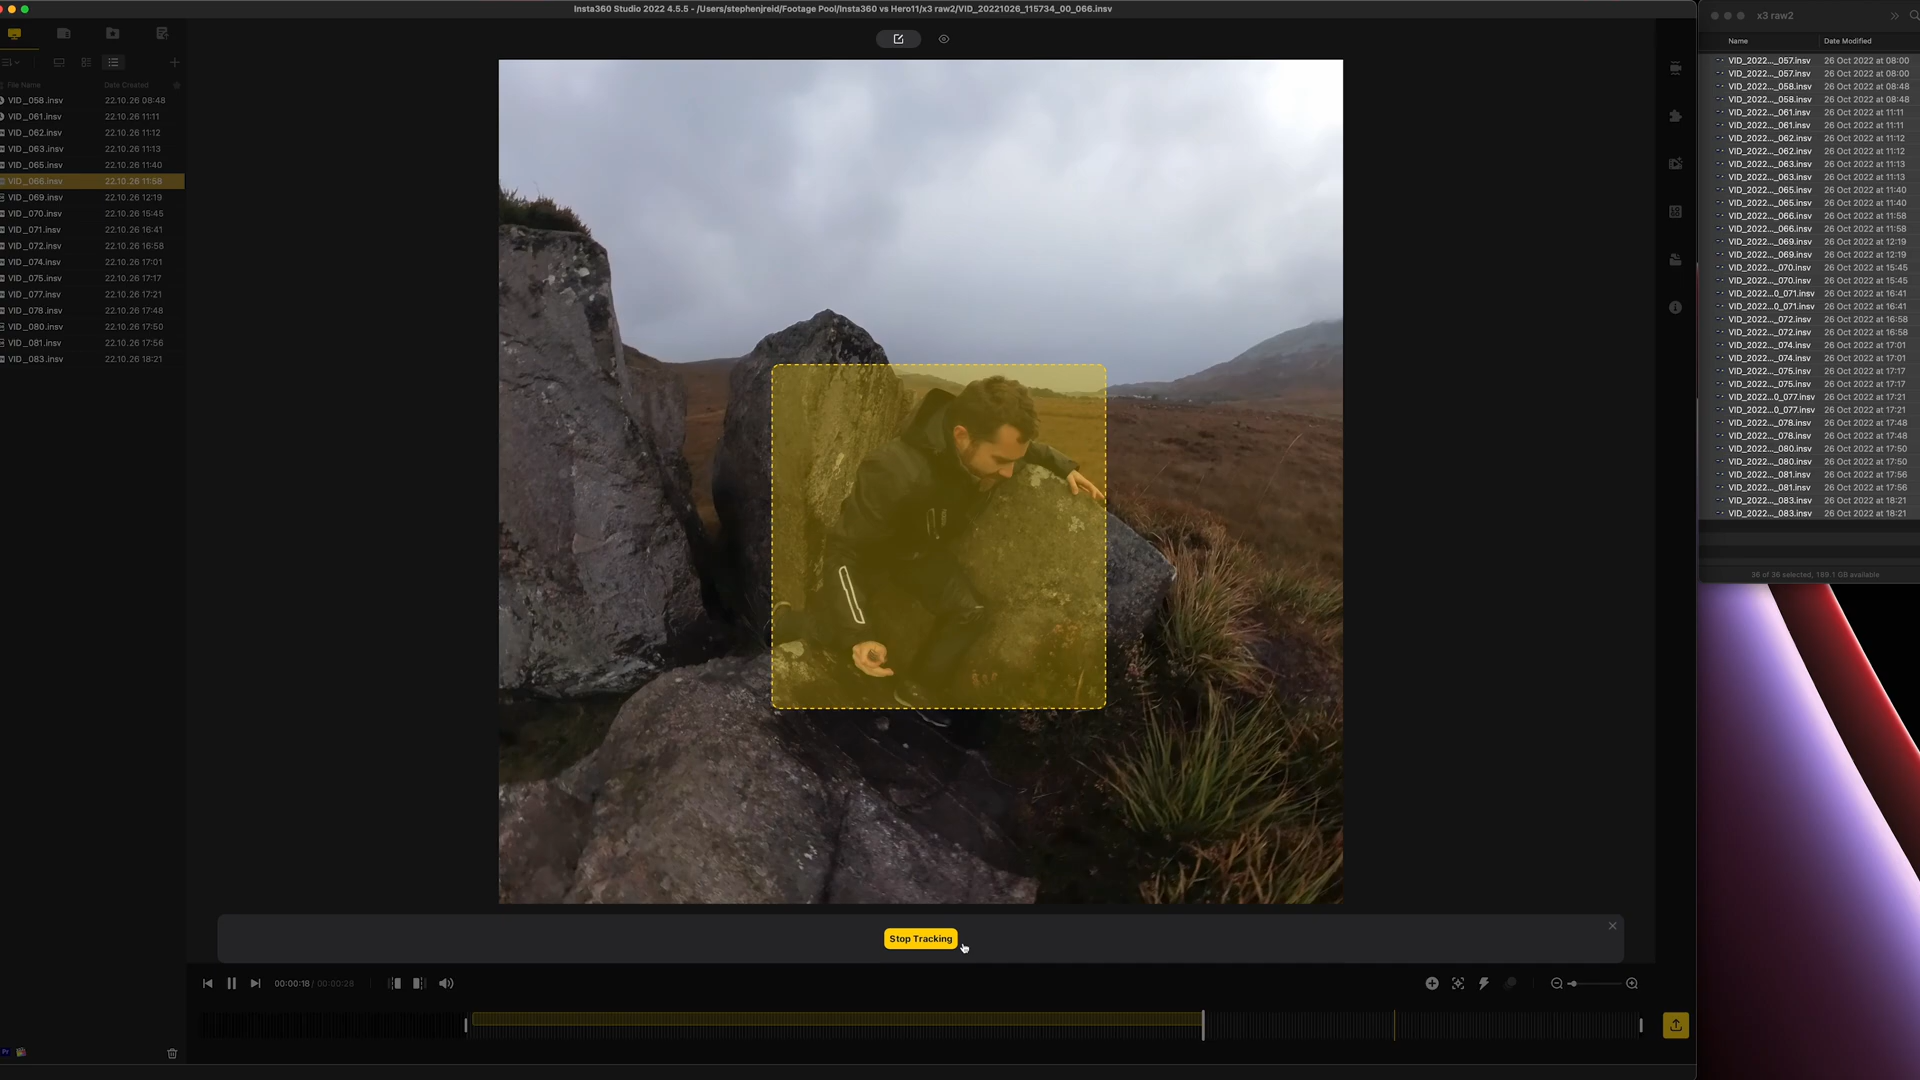 Insta360 Studio 2022 4.5.5 - /Users/stephenjreid/Footage Pool/Insta360 vs Hero11/x3 raw2/VID_20221026_115734_00_066.insv
File Name Date Created
VID_058.insv 22.10.26 08:48
VID_061.insv 22.10.26 11:11
VID_062.insv 22.10.26 11:12
VID_063.insv 22.10.26 11:13
VID_065.insv 22.10.26 11:40
VID_066.insv 22.10.26 11:58
VID_069.insv 22.10.26 12:19
VID_070.insv 22.10.26 15:45
VID_071.insv 22.10.26 16:41
VID_072.insv 22.10.26 16:58
VID_074.insv 22.10.26 17:01
VID_075.insv 22.10.26 17:17
VID_077.insv 22.10.26 17:21
VID_078.insv 22.10.26 17:48
VID_080.insv 22.10.26 17:50
VID_081.insv 22.10.26 17:56
VID_083.insv 22.10.26 18:21
Pr
Stop Tracking
00:00:18 / 00:00:28
x3 raw2
Name Date Modified
VID_2022..._057.insv 26 Oct 2022 at 08:00
VID_2022..._057.insv 26 Oct 2022 at 08:00
VID_2022..._058.insv 26 Oct 2022 at 08:48
VID_2022..._058.insv 26 Oct 2022 at 08:48
VID_2022..._061.insv 26 Oct 2022 at 11:11
VID_2022..._061.insv 26 Oct 2022 at 11:11
VID_2022..._062.insv 26 Oct 2022 at 11:12
VID_2022..._062.insv 26 Oct 2022 at 11:12
VID_2022..._063.insv 26 Oct 2022 at 11:13
VID_2022..._063.insv 26 Oct 2022 at 11:13
VID_2022..._065.insv 26 Oct 2022 at 11:40
VID_2022..._065.insv 26 Oct 2022 at 11:40
VID_2022..._066.insv 26 Oct 2022 at 11:58
VID_2022..._066.insv 26 Oct 2022 at 11:58
VID_2022..._069.insv 26 Oct 2022 at 12:19
VID_2022..._069.insv 26 Oct 2022 at 12:19
VID_2022..._070.insv 26 Oct 2022 at 15:45
VID_2022..._070.insv 26 Oct 2022 at 15:45
VID_2022...0_071.insv 26 Oct 2022 at 16:41
VID_2022...0_071.insv 26 Oct 2022 at 16:41
VID_2022..._072.insv 26 Oct 2022 at 16:58
VID_2022..._072.insv 26 Oct 2022 at 16:58
VID_2022..._074.insv 26 Oct 2022 at 17:01
VID_2022..._074.insv 26 Oct 2022 at 17:01
VID_2022..._075.insv 26 Oct 2022 at 17:17
VID_2022..._075.insv 26 Oct 2022 at 17:17
VID_2022...0_077.insv 26 Oct 2022 at 17:21
VID_2022...0_077.insv 26 Oct 2022 at 17:21
VID_2022..._078.insv 26 Oct 2022 at 17:48
VID_2022..._078.insv 26 Oct 2022 at 17:48
VID_2022..._080.insv 26 Oct 2022 at 17:50
VID_2022..._080.insv 26 Oct 2022 at 17:50
VID_2022..._081.insv 26 Oct 2022 at 17:56
VID_2022..._081.insv 26 Oct 2022 at 17:56
VID_2022..._083.insv 26 Oct 2022 at 18:21
VID_2022..._083.insv 26 Oct 2022 at 18:21
36 of 36 selected, 189.1 GB available